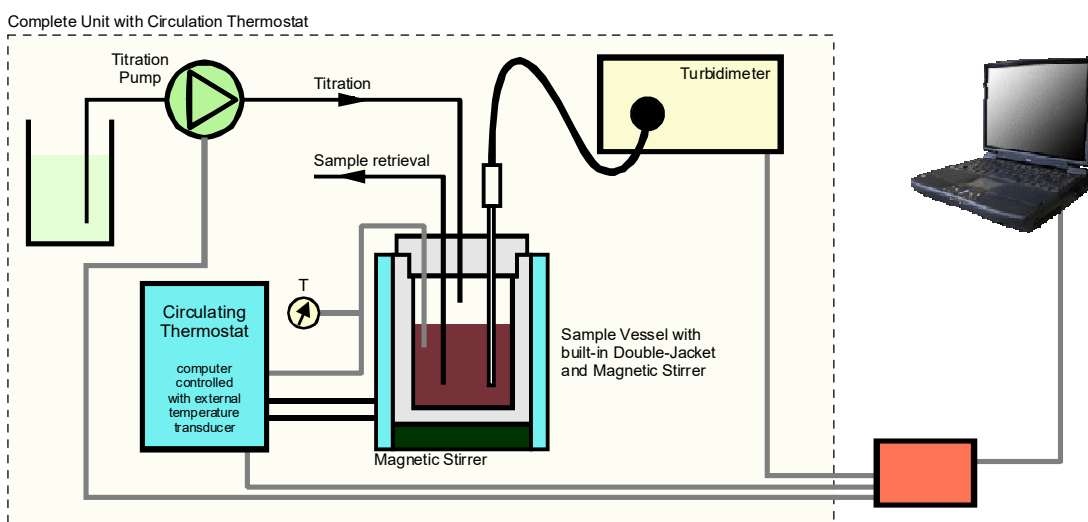 Complete Unit with Circulation Thermostat
Titration
Pump
Titration
Turbidimeter
Sample retrieval
T
Circulating
Thermostat
computer
controlled
with external
temperature
transducer
Sample Vessel with
built-in Double-Jacket
and Magnetic Stirrer
Magnetic Stirrer